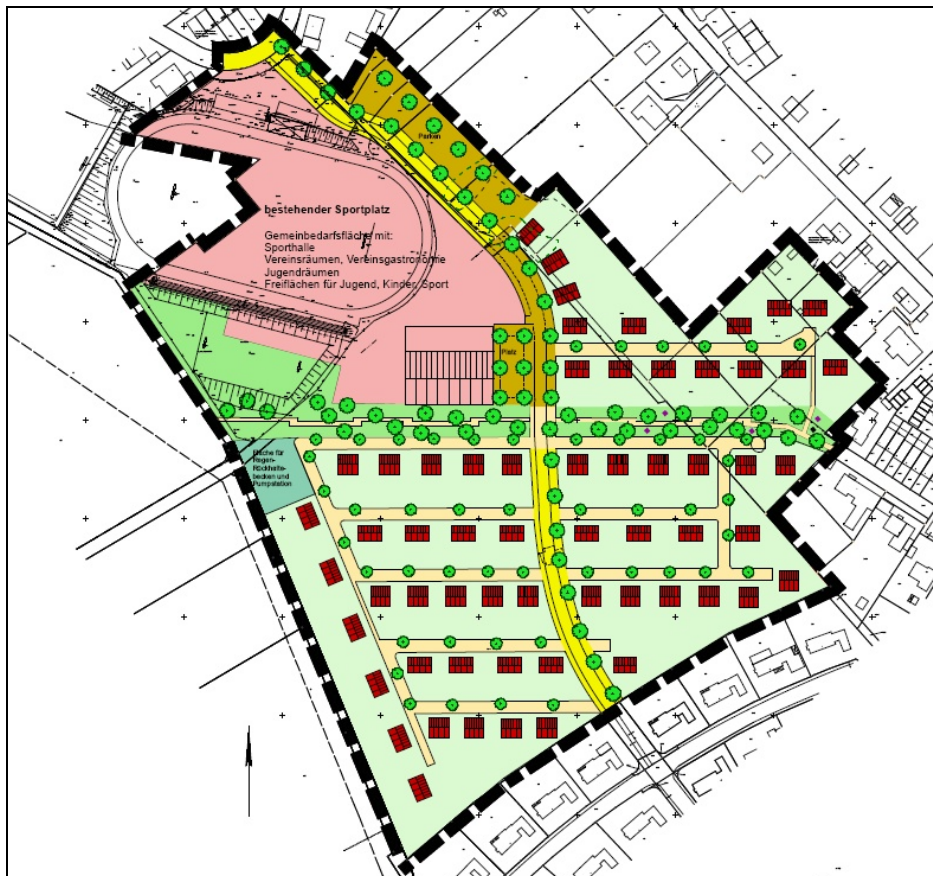 Parken
bestehender Sportplatz
Gemeinbedarfsfläche mit:
Sporthalle
Vereinsräumen, Vereinsgastronomie
Jugendräumen
Freiflächen für Jugend, Kinder, Sport
Platz
Fläche für
Regen-
Rückhalte-
becken und
Pumpstation